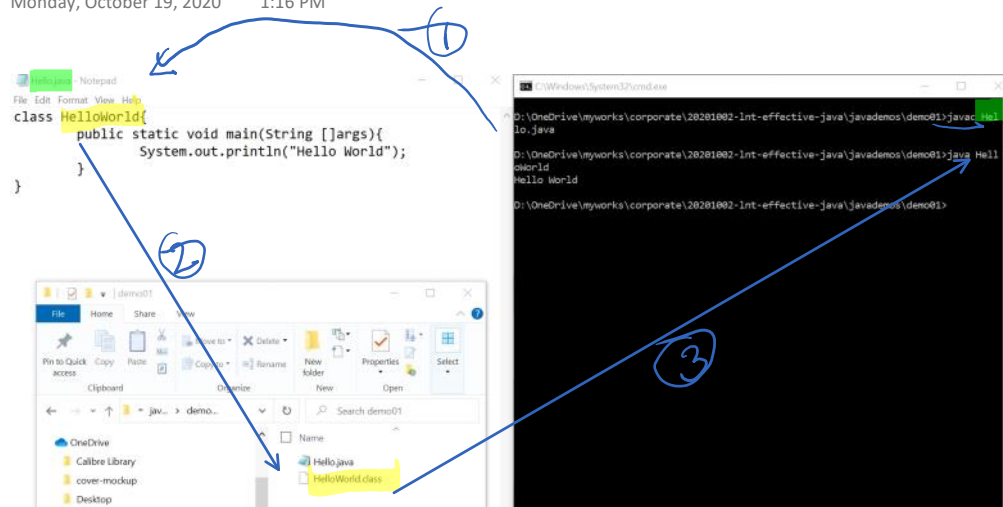 Monday, October 19, 2020 1:16 PM
1
Hello.java - Notepad
File Edit Format View Help
class HelloWorld{
public static void main(String []args){
System.out.println("Hello World");
}
}
C:\Windows\System32\cmd.exe
D:\OneDrive\myworks\corporate\20201002-lnt-effective-java\javademos\demo01>javac Hel
lo.java
D:\OneDrive\myworks\corporate\20201002-lnt-effective-java\javademos\demo01>java Hell
oWorld
Hello World
D:\OneDrive\myworks\corporate\20201002-lnt-effective-java\javademos\demo01>
2
demo01
File Home Share View
Pin to Quick access
Copy
Paste
Move to
Copy to
Delete
Rename
New folder
Properties
Select
Clipboard Organize New Open
jav... > demo...
Search demo01
OneDrive
Calibre Library
cover-mockup
Desktop
Name
Hello.java
HelloWorld.class
3